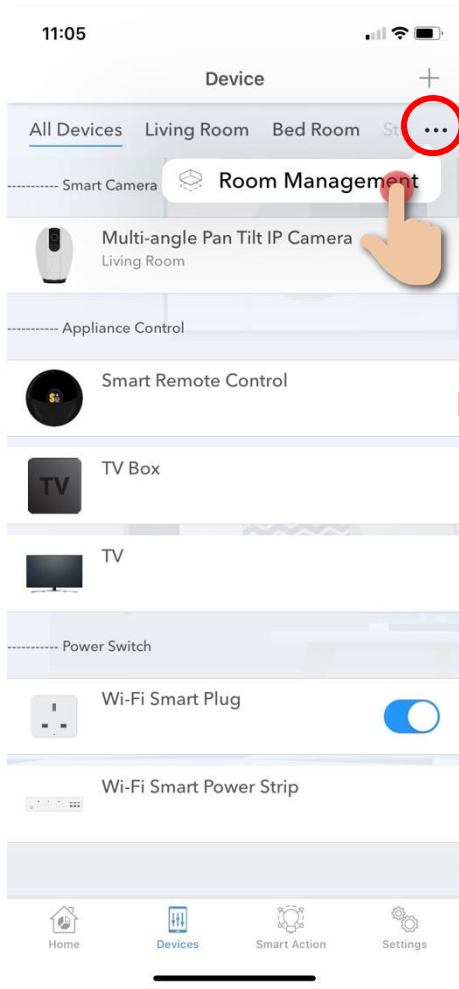 11:05
Device
All Devices Living Room Bed Room
Room Management
---------- Smart Camera
Multi-angle Pan Tilt IP Camera
Living Room
---------- Appliance Control
Smart Remote Control
TV
TV Box
TV
---------- Power Switch
Wi-Fi Smart Plug
Wi-Fi Smart Power Strip
Home Devices Smart Action Settings